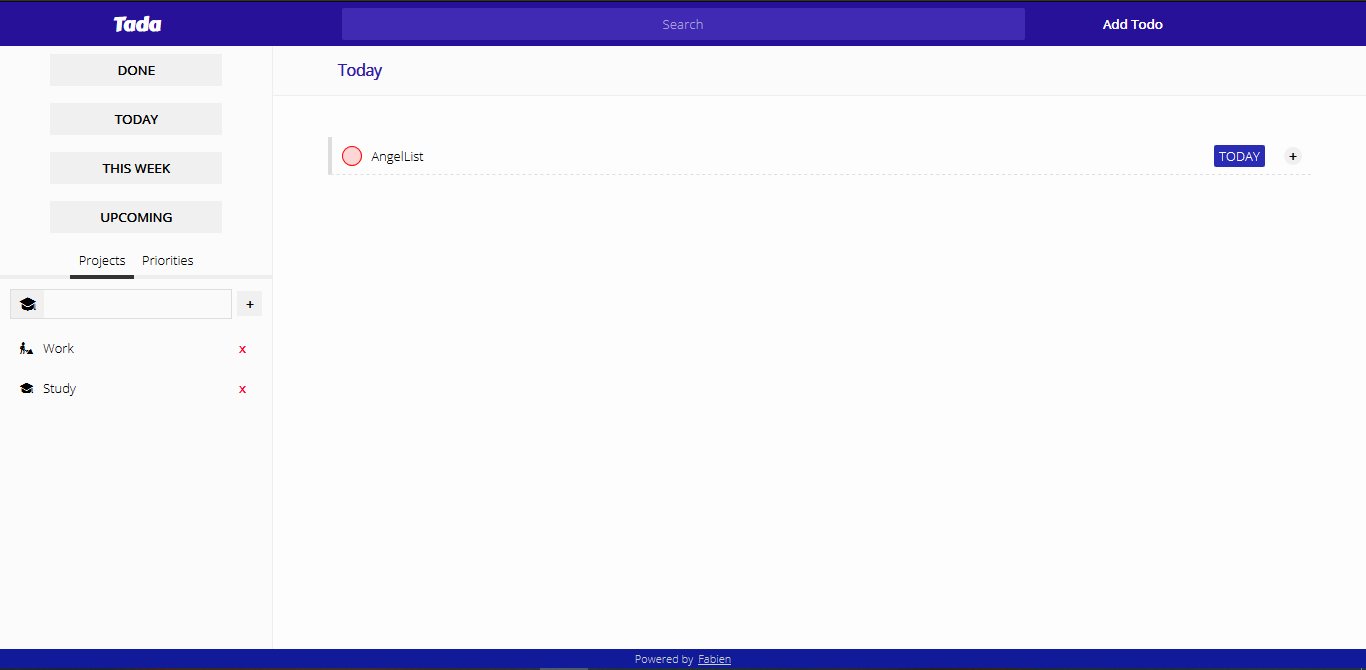 Tada
Search
Add Todo
DONE
TODAY
THIS WEEK
UPCOMING
Projects Priorities
+
Work x
Study x
Today
AngelList TODAY +
Powered by Fabien